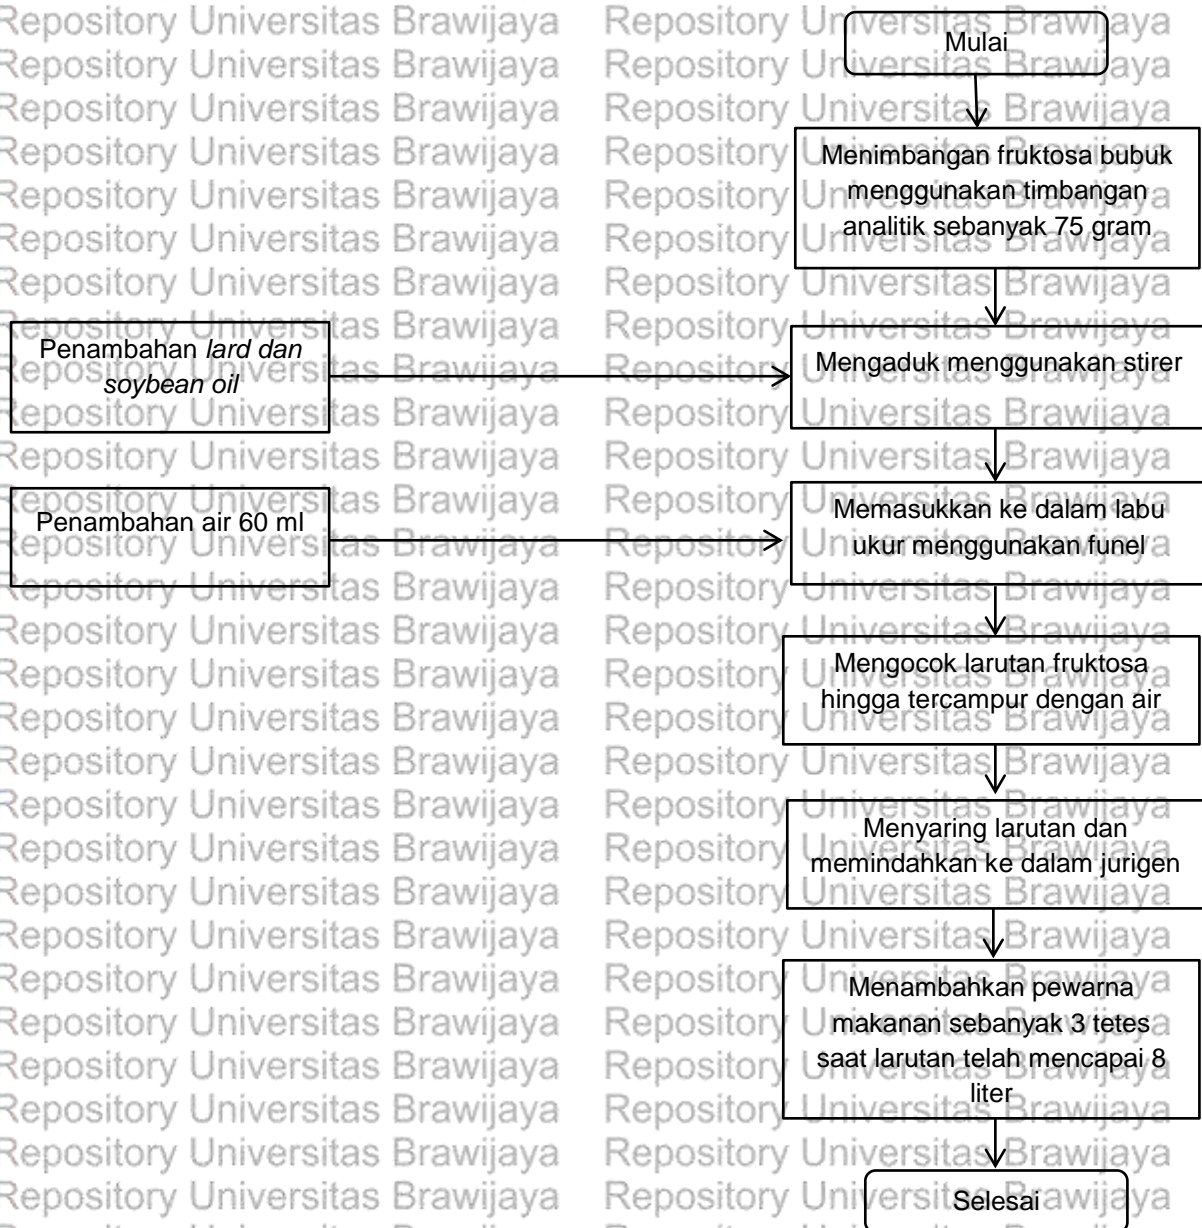 Mulai
Menimbangan fruktosa bubuk
menggunakan timbangan
analitik sebanyak 75 gram
Penambahan lard dan
soybean oil
Mengaduk menggunakan stirer
Penambahan air 60 ml
Memasukkan ke dalam labu
ukur menggunakan funel
Mengocok larutan fruktosa
hingga tercampur dengan air
Menyaring larutan dan
memindahkan ke dalam jurigen
Menambahkan pewarna
makanan sebanyak 3 tetes
saat larutan telah mencapai 8
liter
Selesai
Repository Universitas Brawijaya